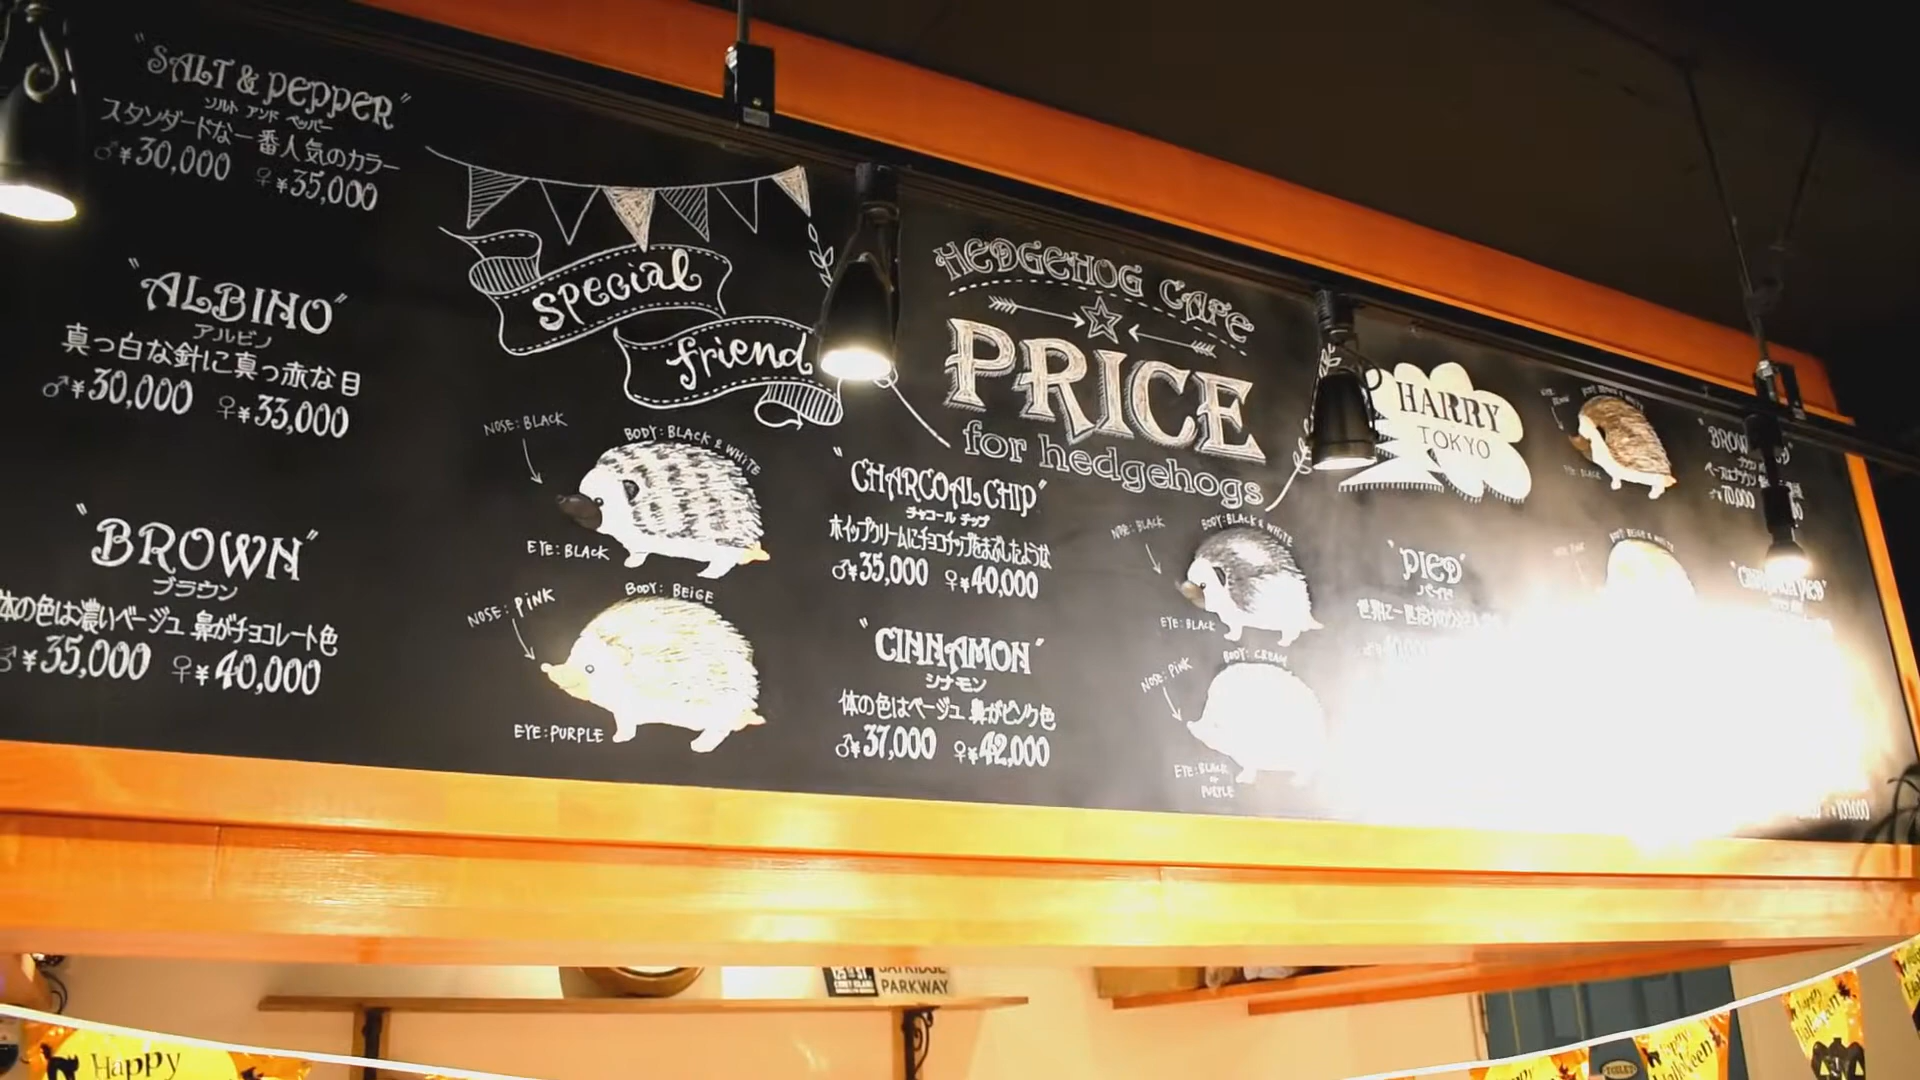 "SALT & PEPPER"
ソルト アンド ペッパー
スタンダードな一番人気のカラー
♂¥30,000 ♀¥35,000
"ALBINO"
アルビノ
真っ白な針に真っ赤な目
♂¥30,000 ♀¥33,000
"BROWN"
ブラウン
体の色は濃いベージュ 鼻がチョコレート色
♂¥35,000 ♀¥40,000
special
friend
NOSE: BLACK
BODY: BLACK & WHITE
EYE: BLACK
NOSE: PINK
BODY: BEIGE
EYE: PURPLE
HEDGEHOG CAFE
PRICE
for hedgehogs
"CHARCOAL CHIP"
チャコール チップ
ホイップクリームにチョコチップをまぶしたような
♂¥35,000 ♀¥40,000
"CINNAMON"
シナモン
体の色はベージュ 鼻がピンク色
♂¥37,000 ♀¥42,000
HARRY
TOKYO
NOSE: BLACK
BODY: BLACK & WHITE
EYE: BLACK
NOSE: PINK
BODY: CREAM
EYE: BLACK
or
PURPLE
"PIED"
パイド
¥100,000
PARKWAY
Happy
Happy
Halloween
Happy
Halloween